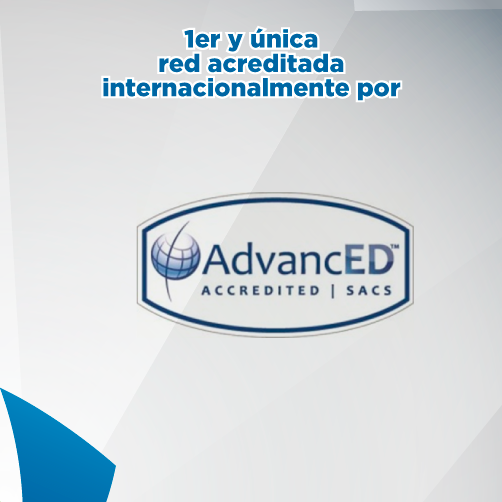 1er y única
red acreditada
internacionalmente por
AdvancED™
ACCREDITED | SACS